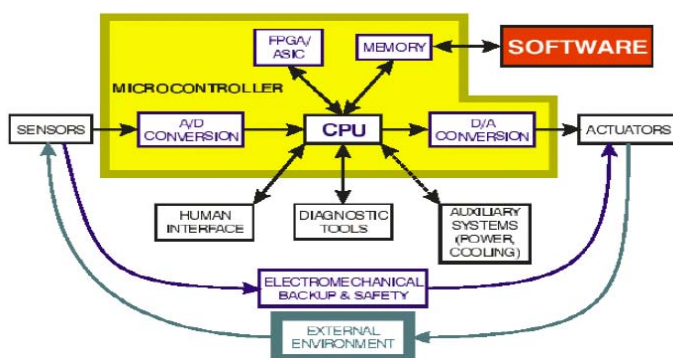 FPGA/
ASIC
MEMORY
SOFTWARE
MICROCONTROLLER
SENSORS
A/D
CONVERSION
CPU
D/A
CONVERSION
ACTUATORS
HUMAN
INTERFACE
DIAGNOSTIC
TOOLS
AUXILIARY
SYSTEMS
(POWER,
COOLING)
ELECTROMECHANICAL
BACKUP & SAFETY
EXTERNAL
ENVIRONMENT